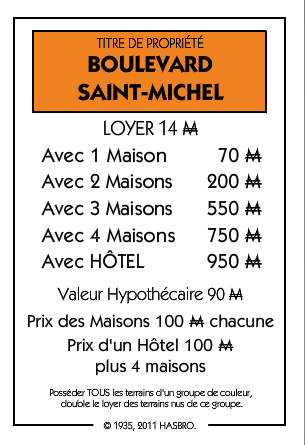 TITRE DE PROPRIÉTÉ
BOULEVARD
SAINT-MICHEL
LOYER 14 ₩
Avec 1 Maison 70 ₩
Avec 2 Maisons 200 ₩
Avec 3 Maisons 550 ₩
Avec 4 Maisons 750 ₩
Avec HÔTEL 950 ₩
Valeur Hypothécaire 90 ₩
Prix des Maisons 100 ₩ chacune
Prix d'un Hôtel 100 ₩
plus 4 maisons
Posséder TOUS les terrains d'un groupe de couleur,
double le loyer des terrains nus de ce groupe.
© 1935, 2011 HASBRO.